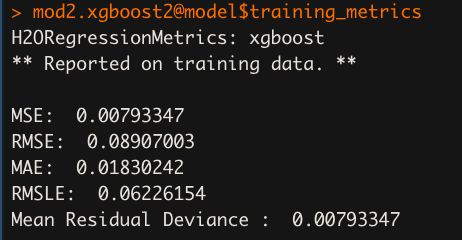 > mod2.xgboost2@model$training_metrics
H2ORegressionMetrics: xgboost
** Reported on training data. **
MSE:  0.00793347
RMSE:  0.08907003
MAE:  0.01830242
RMSLE:  0.06226154
Mean Residual Deviance :  0.00793347